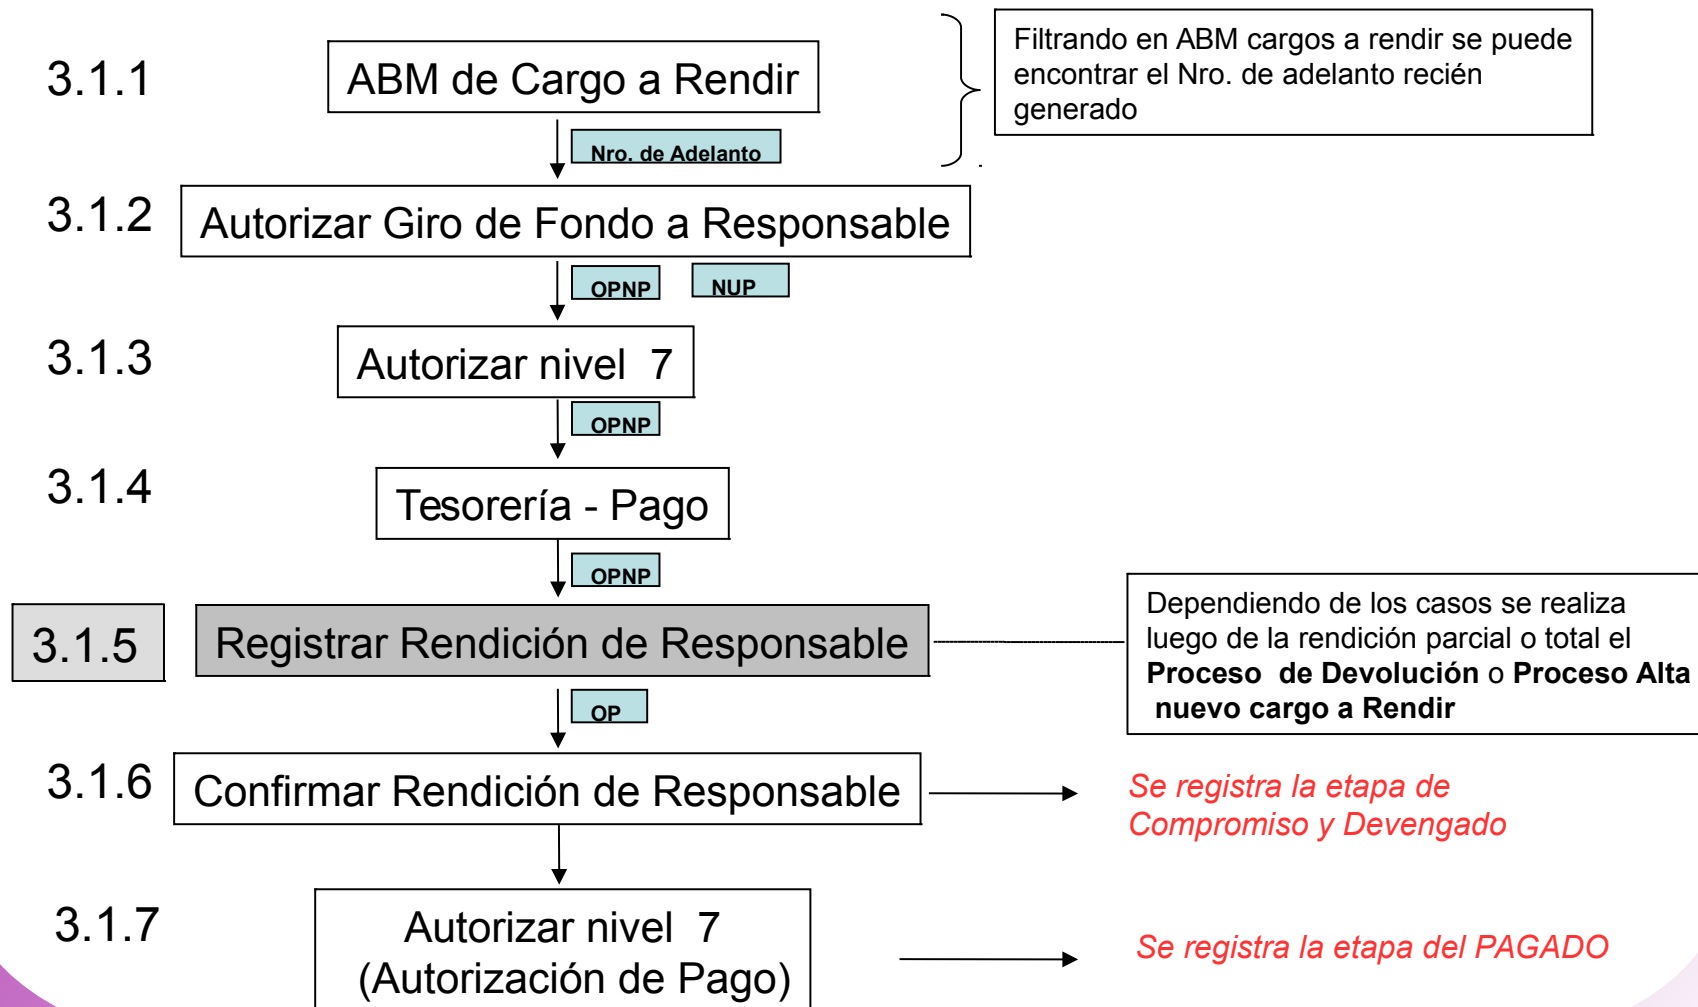 3.1.1
ABM de Cargo a Rendir
Filtrando en ABM cargos a rendir se puede
encontrar el Nro. de adelanto recién
generado
Nro. de Adelanto
3.1.2
Autorizar Giro de Fondo a Responsable
OPNP
NUP
3.1.3
Autorizar nivel 7
OPNP
3.1.4
Tesorería - Pago
OPNP
3.1.5
Registrar Rendición de Responsable
Dependiendo de los casos se realiza
luego de la rendición parcial o total el
Proceso de Devolución o Proceso Alta
nuevo cargo a Rendir
OP
3.1.6
Confirmar Rendición de Responsable
Se registra la etapa de
Compromiso y Devengado
3.1.7
Autorizar nivel 7
(Autorización de Pago)
Se registra la etapa del PAGADO